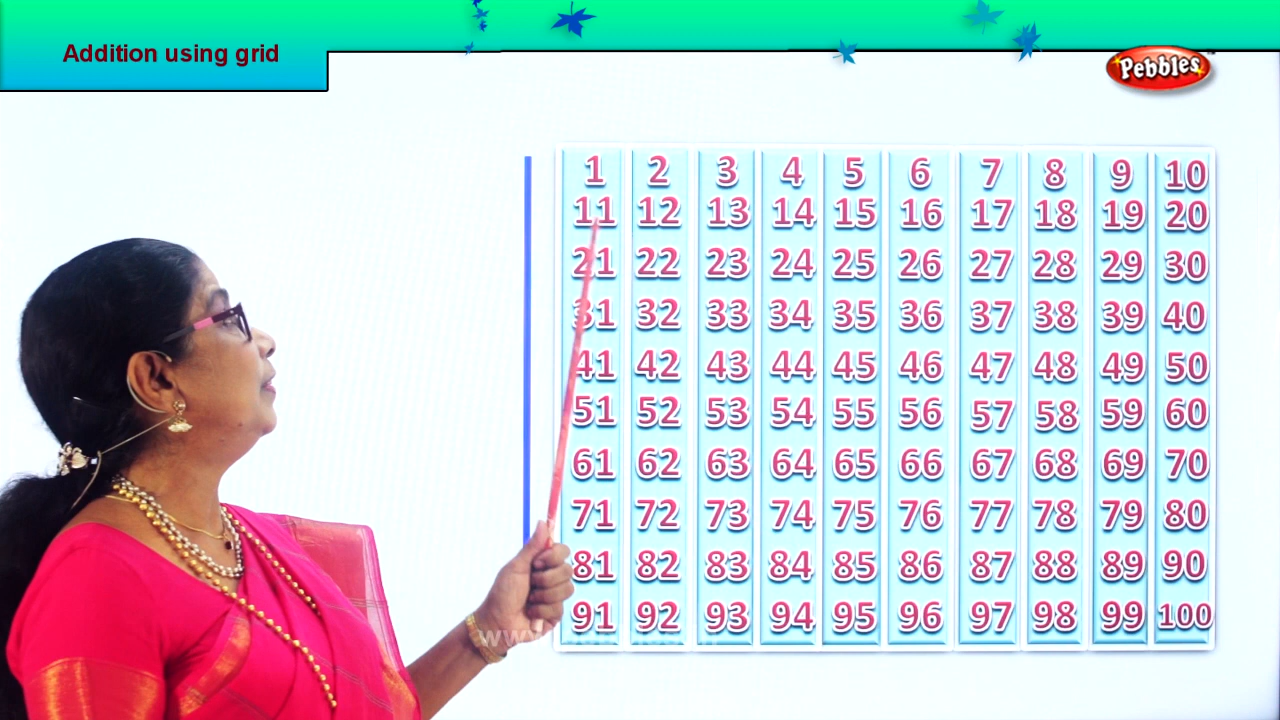 Addition using grid
Pebbles
1 2 3 4 5 6 7 8 9 10
11 12 13 14 15 16 17 18 19 20
21 22 23 24 25 26 27 28 29 30
31 32 33 34 35 36 37 38 39 40
41 42 43 44 45 46 47 48 49 50
51 52 53 54 55 56 57 58 59 60
61 62 63 64 65 66 67 68 69 70
71 72 73 74 75 76 77 78 79 80
81 82 83 84 85 86 87 88 89 90
91 92 93 94 95 96 97 98 99 100